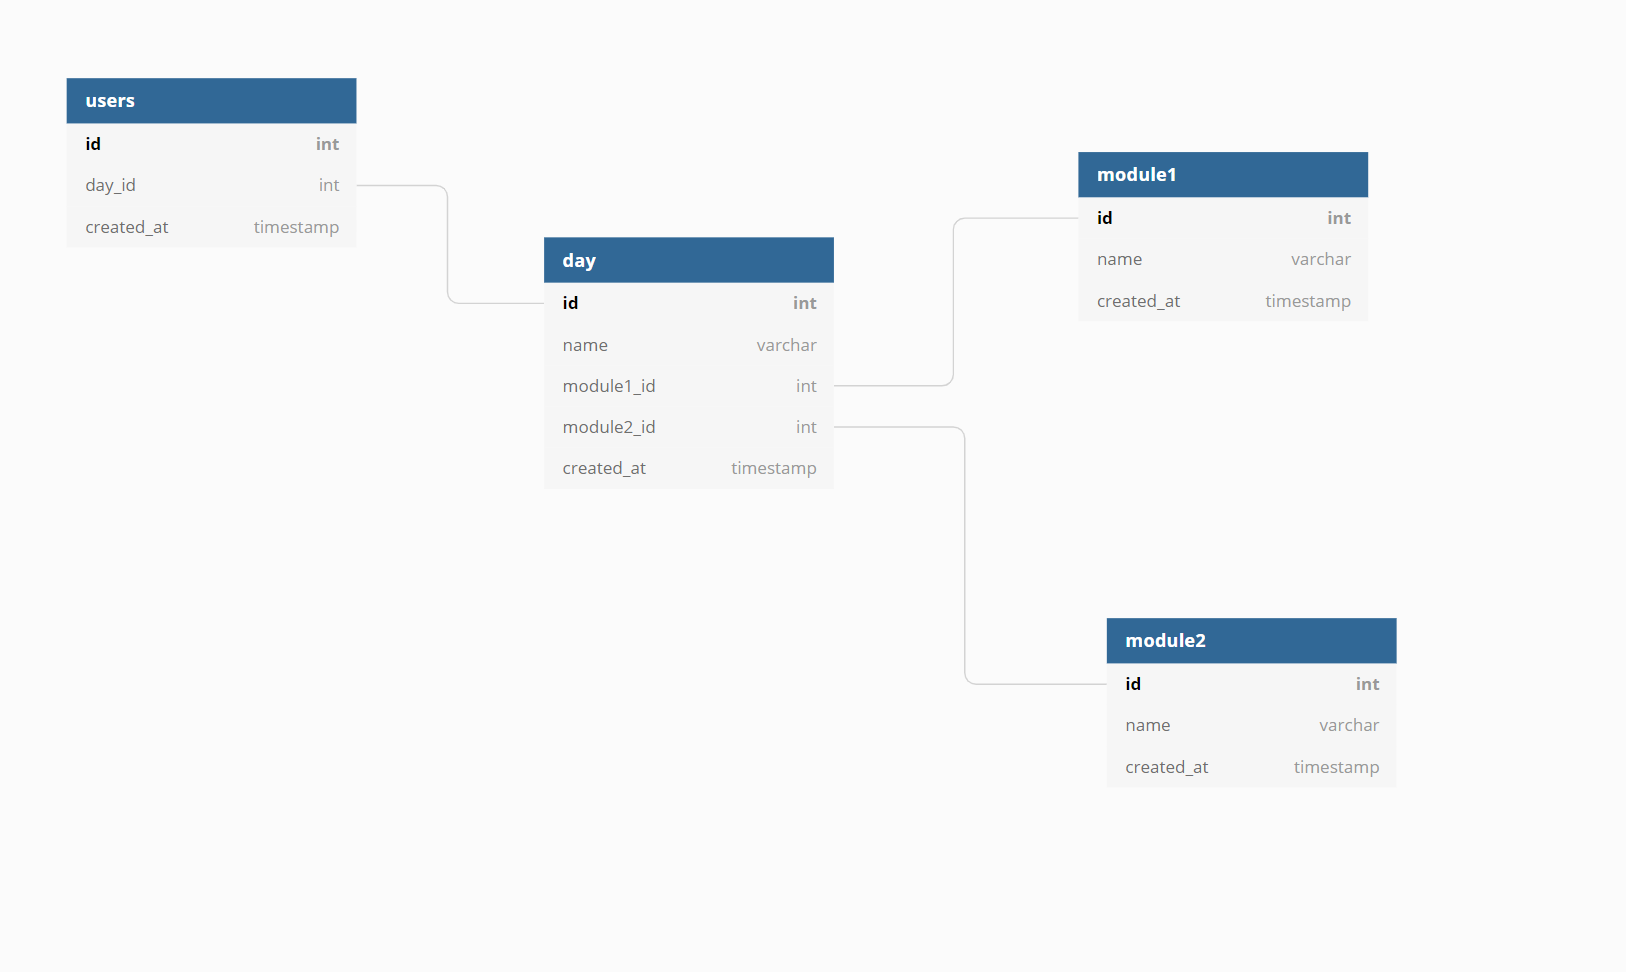 users
id int
day_id int
created_at timestamp
day
id int
name varchar
module1_id int
module2_id int
created_at timestamp
module1
id int
name varchar
created_at timestamp
module2
id int
name varchar
created_at timestamp